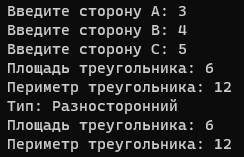 Введите сторону A: 3
Введите сторону B: 4
Введите сторону C: 5
Площадь треугольника: 6
Периметр треугольника: 12
Тип: Разносторонний
Площадь треугольника: 6
Периметр треугольника: 12